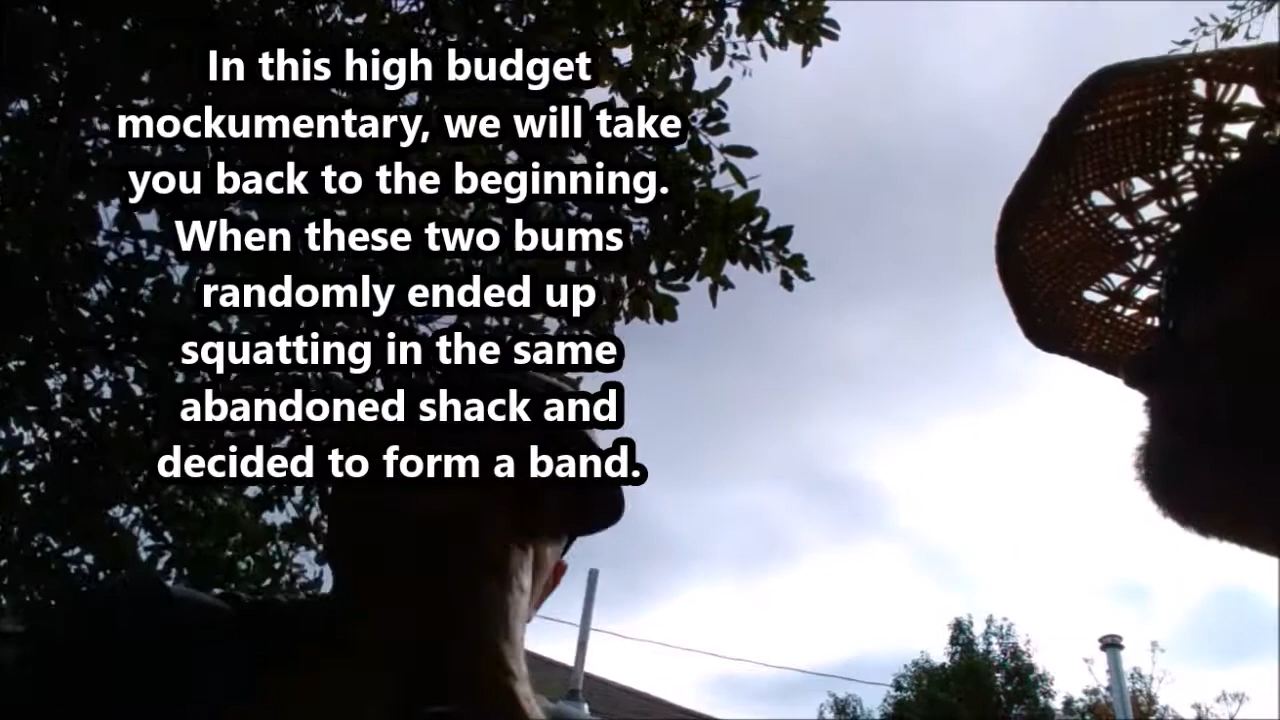 In this high budget
mockumentary, we will take
you back to the beginning.
When these two bums
randomly ended up
squatting in the same
abandoned shack and
decided to form a band.